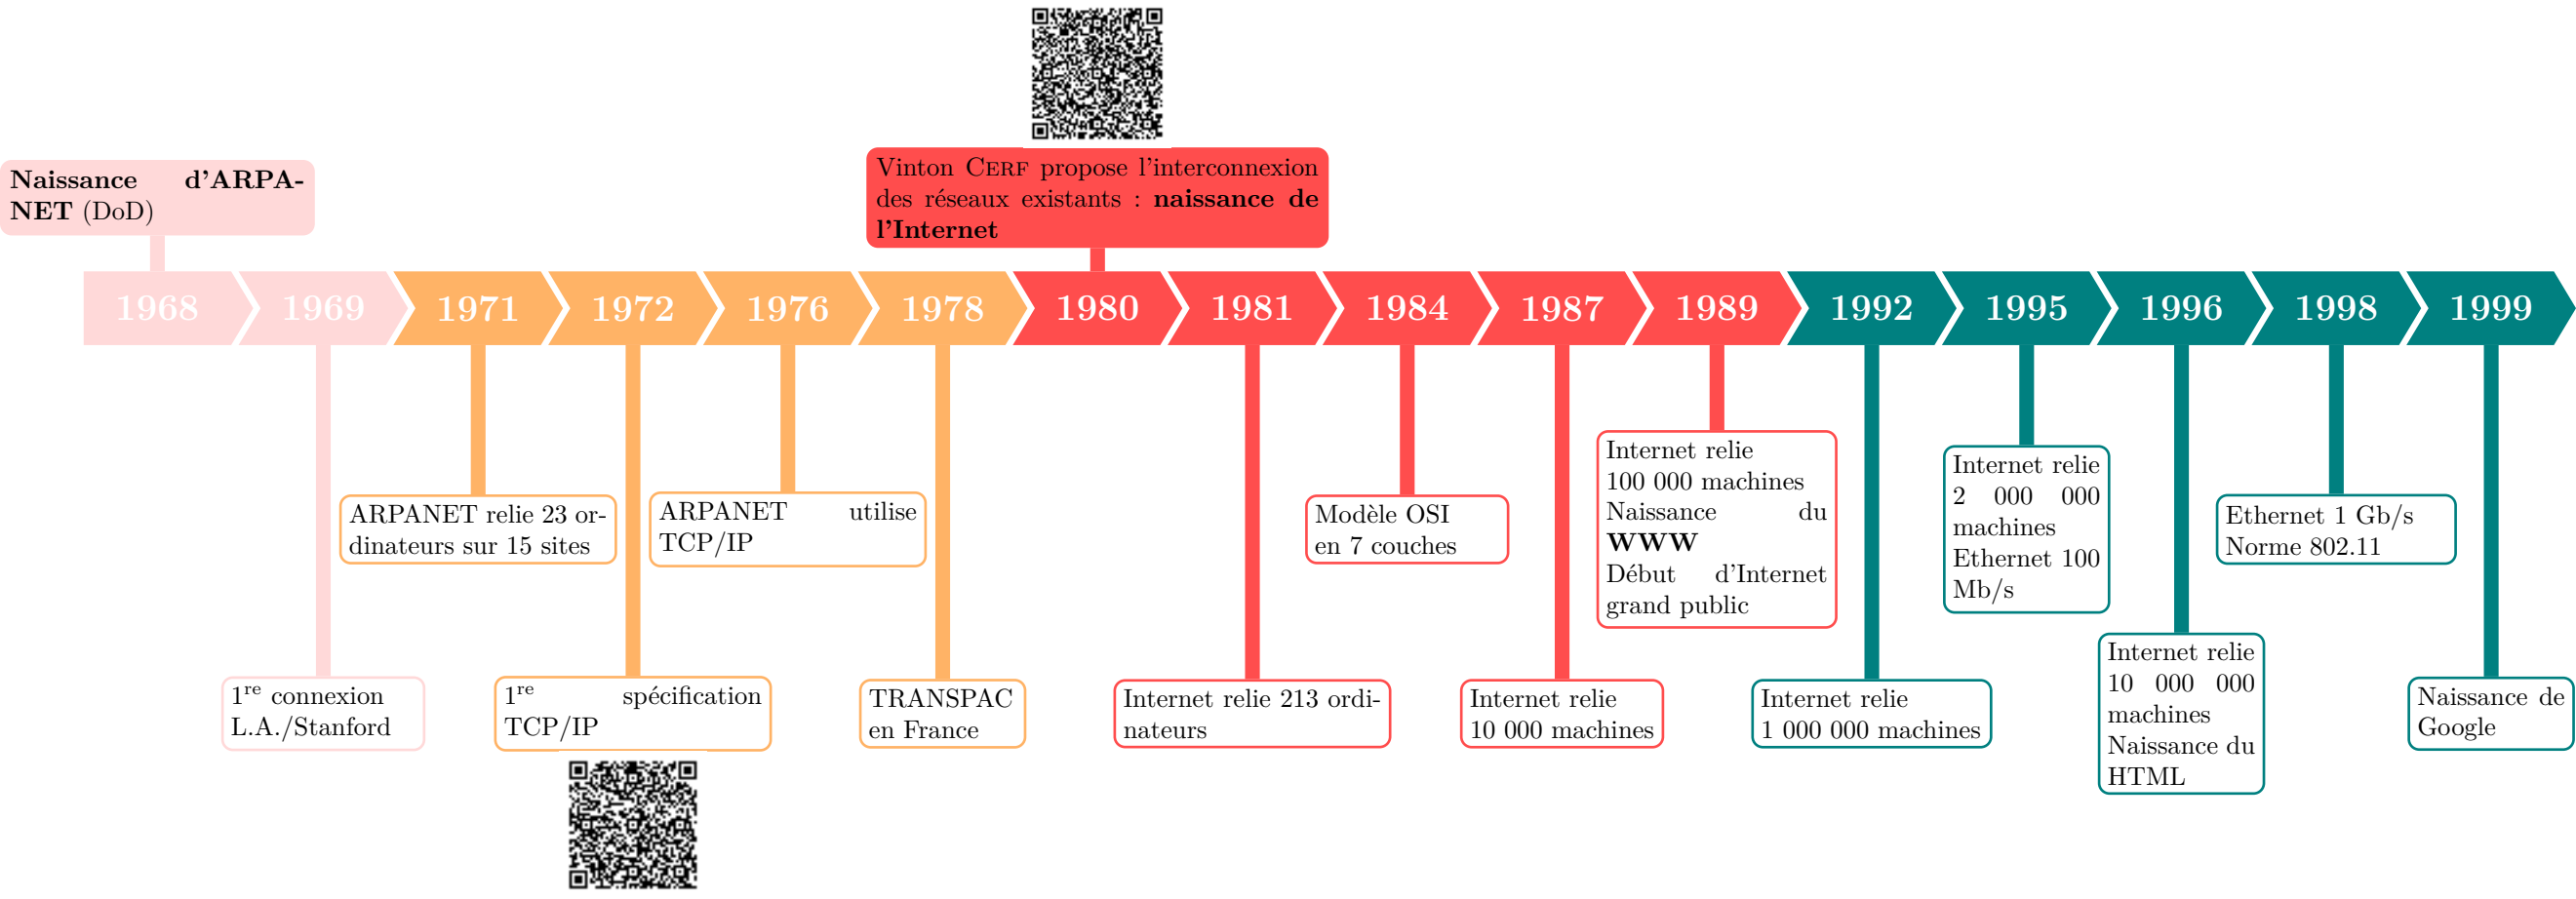 Naissance d'ARPA-
NET (DoD)
Vinton CERF propose l'interconnexion
des réseaux existants : naissance de
l'Internet
1968
1969
1971
1972
1976
1978
1980
1981
1984
1987
1989
1992
1995
1996
1998
1999
1re connexion
L.A./Stanford
ARPANET relie 23 or-
dinateurs sur 15 sites
1re spécification
TCP/IP
ARPANET utilise
TCP/IP
TRANSPAC
en France
Internet relie 213 ordi-
nateurs
Modèle OSI
en 7 couches
Internet relie
10 000 machines
Internet relie
100 000 machines
Naissance du
WWW
Début d'Internet
grand public
Internet relie
1 000 000 machines
Internet relie
2 000 000
machines
Ethernet 100
Mb/s
Internet relie
10 000 000
machines
Naissance du
HTML
Ethernet 1 Gb/s
Norme 802.11
Naissance de
Google